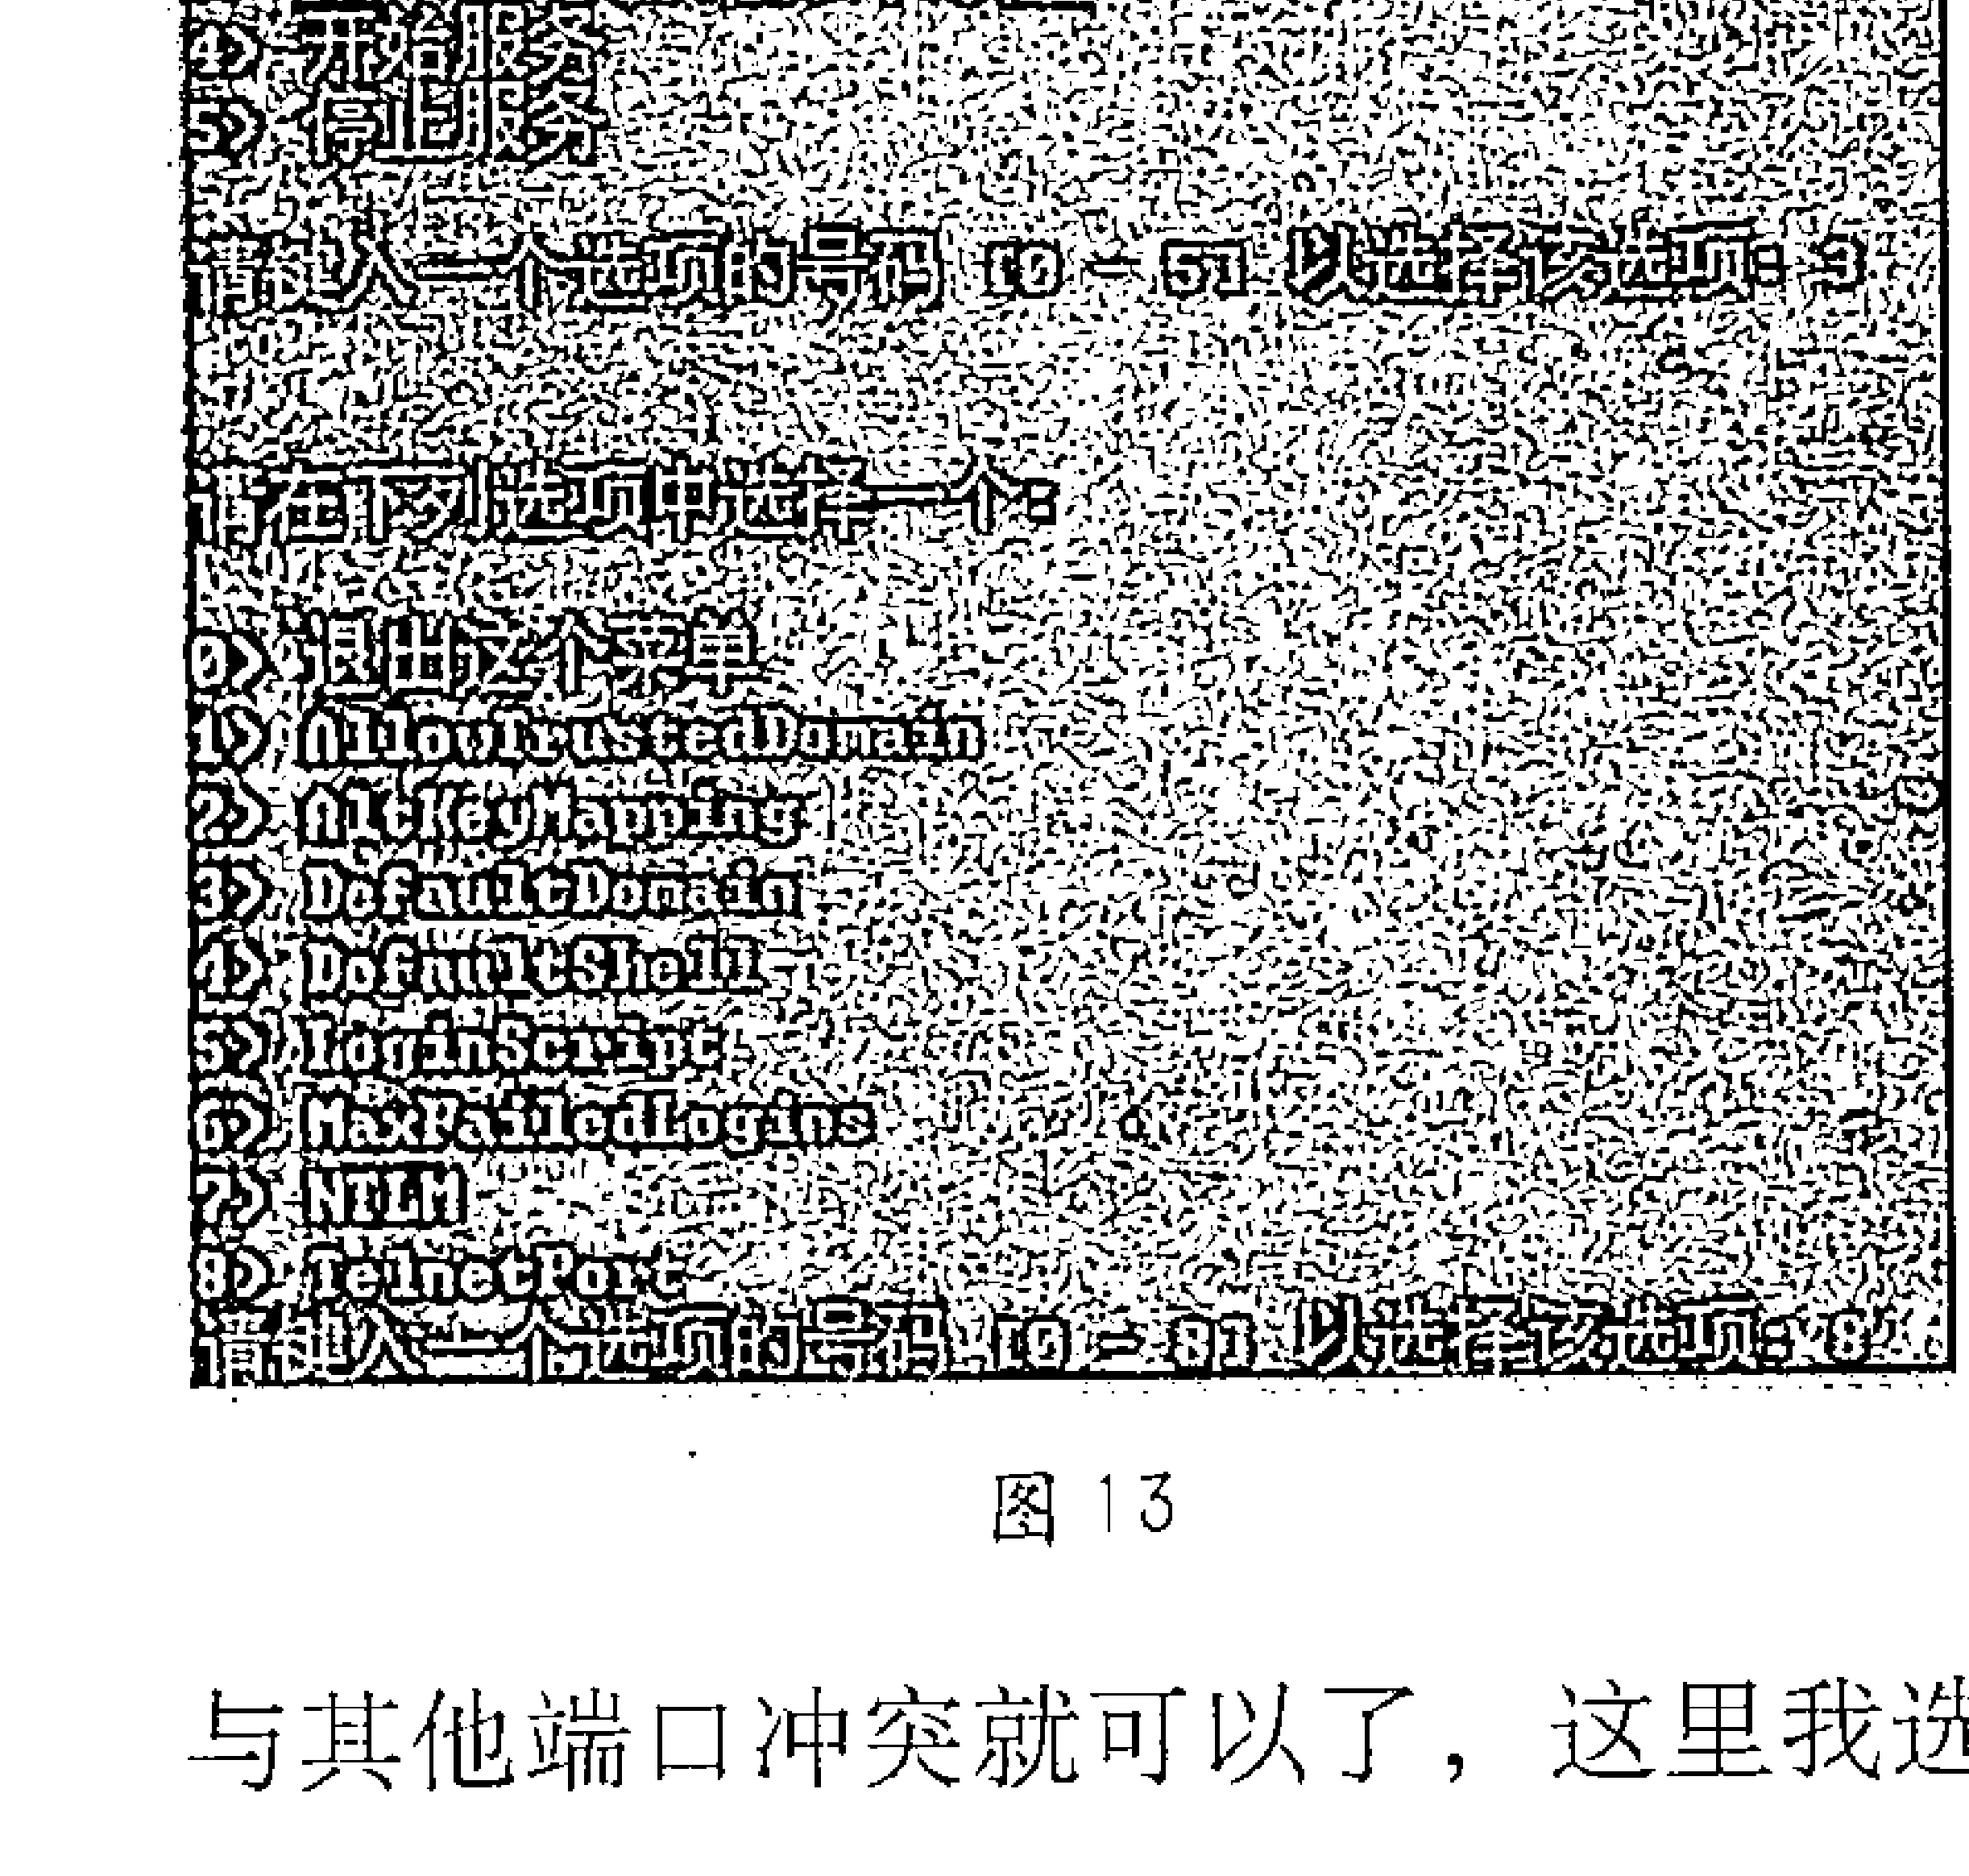 4) 开始服务
5) 停止服务
请键入一个选项的号码 [0 - 5] 以选择该选项: 3
请在下列选项中选择一个:
0) 退出这个菜单
1) AllowTrustedDomain
2) AltKeyMapping
3) DefaultDomain
4) DefaultShell
5) LoginScript
6) MaxFailedLogins
7) NTLM
8) TelnetPort
请键入一个选项的号码 [0 - 8] 以选择该选项: 8
图 13
与其他端口冲突就可以了，这里我选